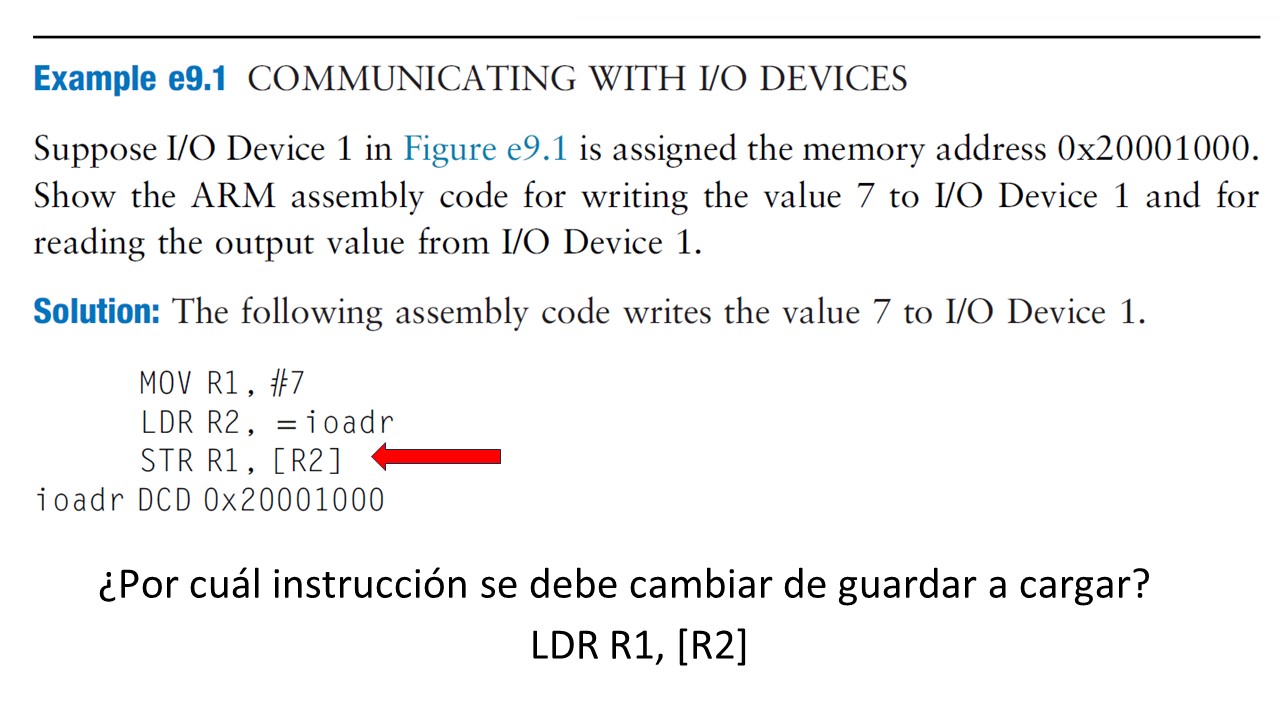 Example e9.1 COMMUNICATING WITH I/O DEVICES
Suppose I/O Device 1 in Figure e9.1 is assigned the memory address 0x20001000.
Show the ARM assembly code for writing the value 7 to I/O Device 1 and for
reading the output value from I/O Device 1.
Solution: The following assembly code writes the value 7 to I/O Device 1.
MOV R1, #7
LDR R2, =ioadr
STR R1, [R2]
ioadr DCD 0x20001000
¿Por cuál instrucción se debe cambiar de guardar a cargar?
LDR R1, [R2]